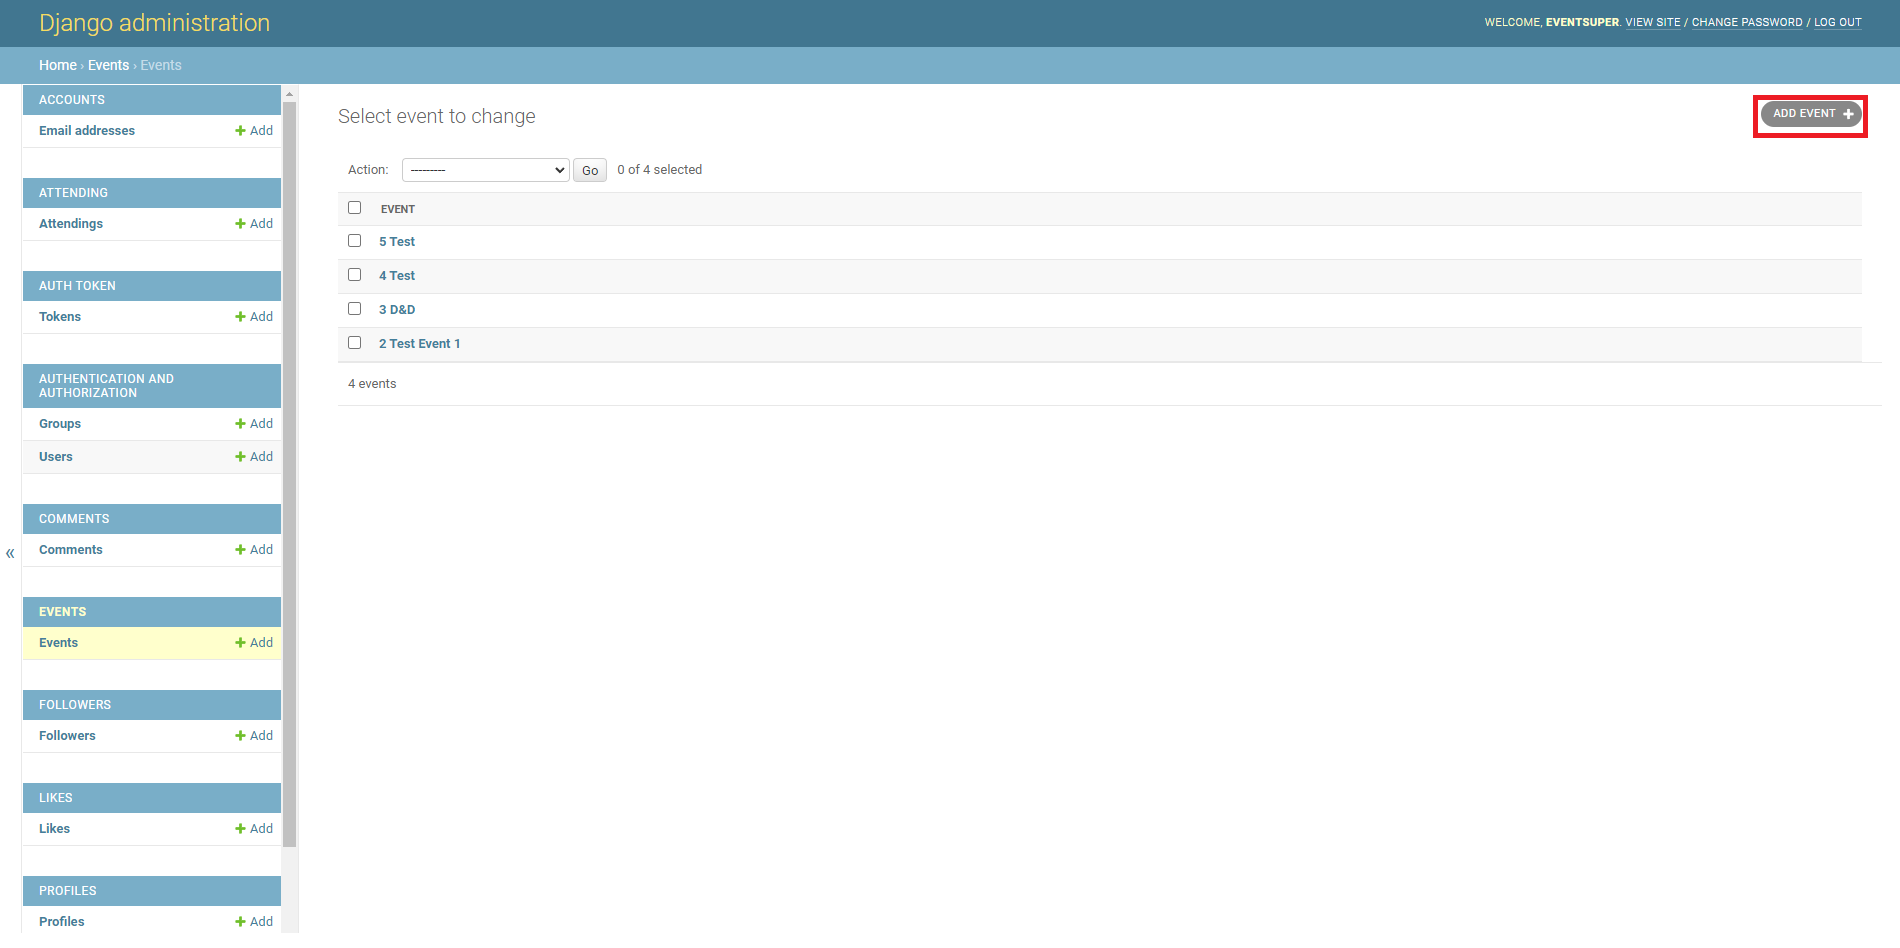 Django administration
WELCOME, EVENTSUPER. VIEW SITE / CHANGE PASSWORD / LOG OUT
Home › Events › Events
ACCOUNTS
Email addresses Add
ATTENDING
Attendings Add
AUTH TOKEN
Tokens Add
AUTHENTICATION AND
AUTHORIZATION
Groups Add
Users Add
COMMENTS
Comments Add
«
EVENTS
Events Add
FOLLOWERS
Followers Add
LIKES
Likes Add
PROFILES
Profiles Add
Select event to change
ADD EVENT
Action: --------- Go 0 of 4 selected
EVENT
5 Test
4 Test
3 D&D
2 Test Event 1
4 events